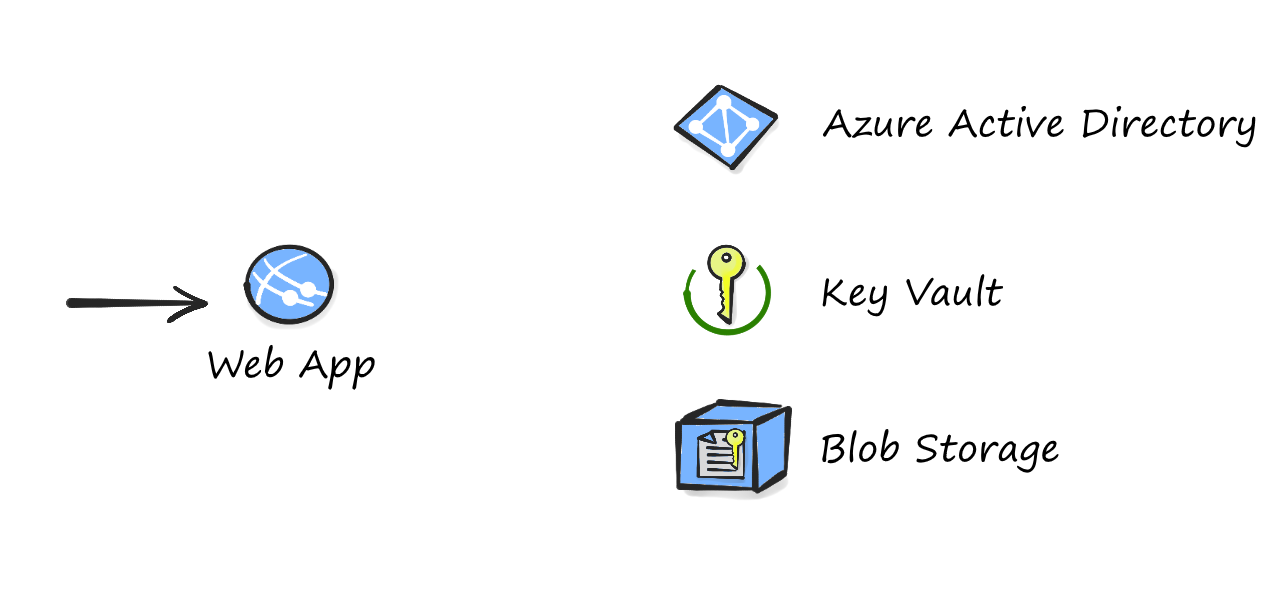 Azure Active Directory
Key Vault
Web App
Blob Storage